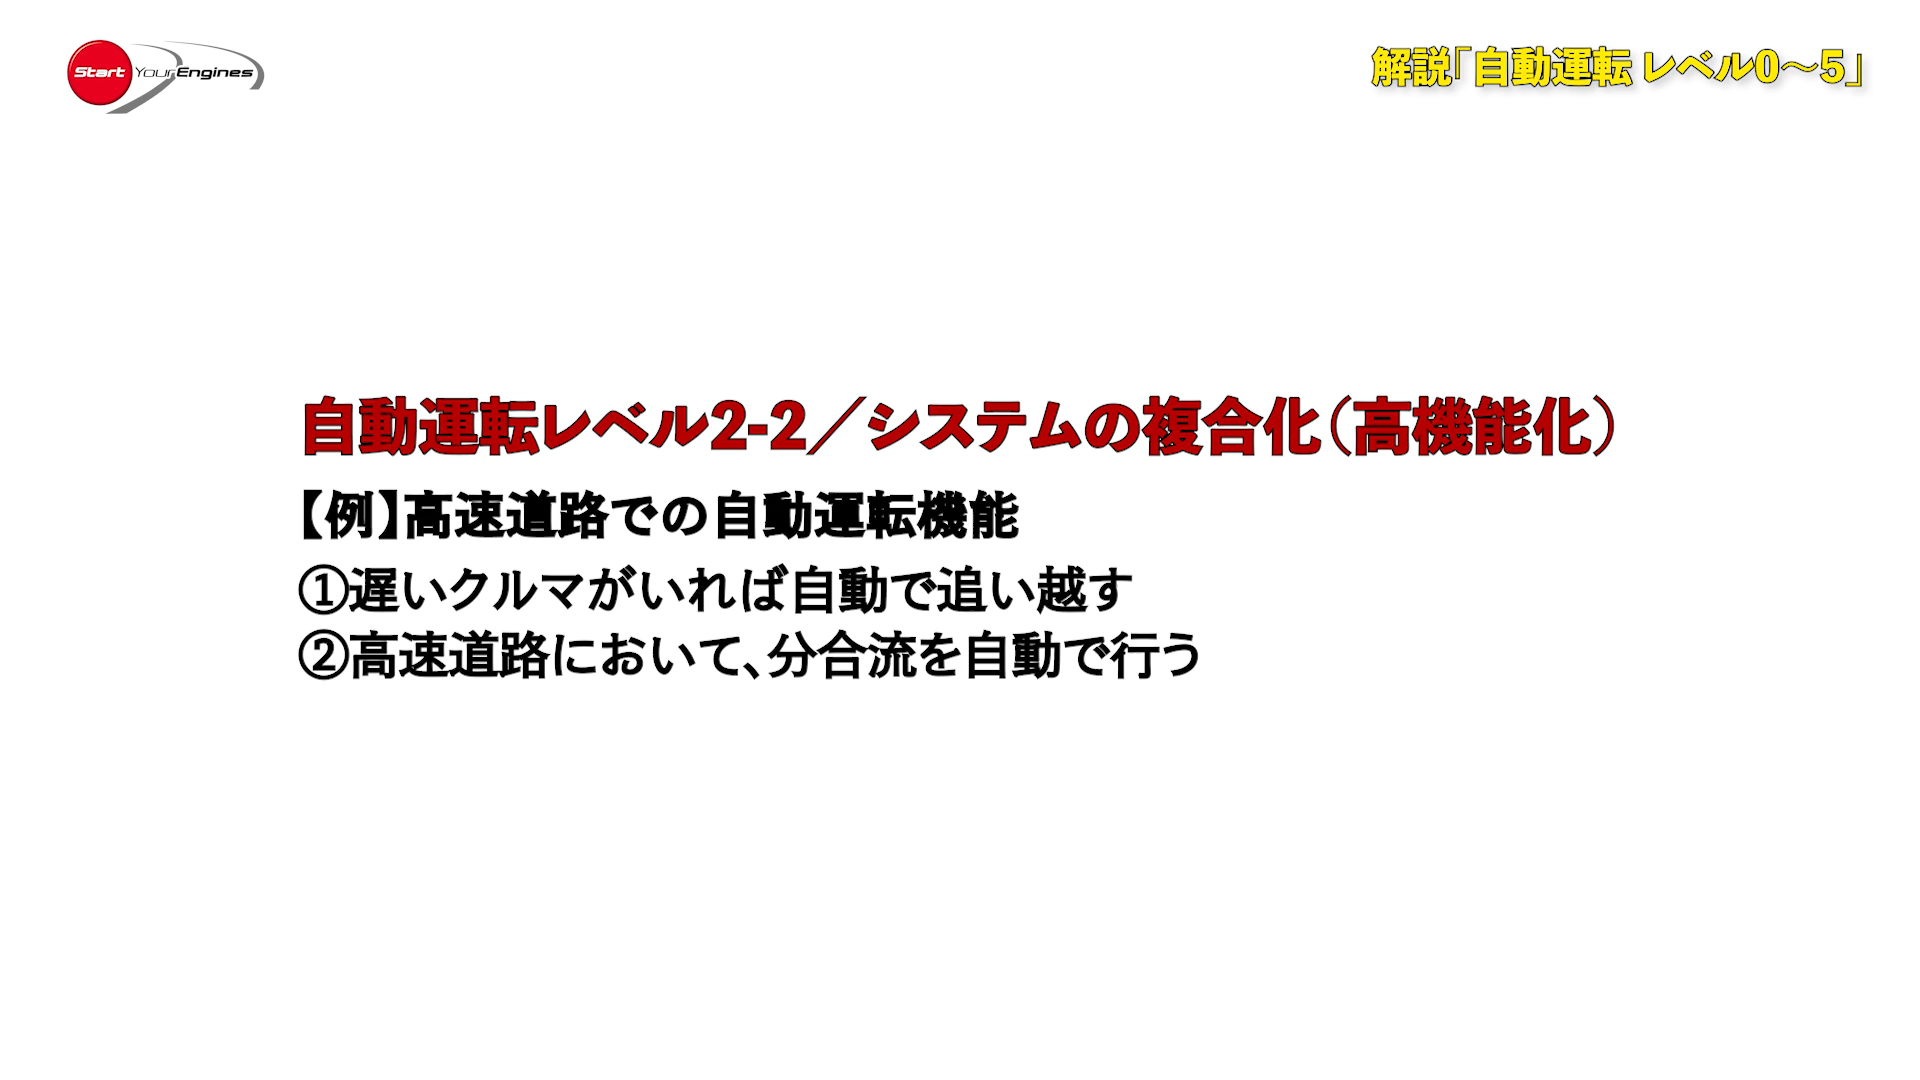 Start YourEngines
解説「自動運転 レベル0〜5」
自動運転レベル2-2／システムの複合化（高機能化）
【例】高速道路での自動運転機能
①遅いクルマがいれば自動で追い越す
②高速道路において、分合流を自動で行う